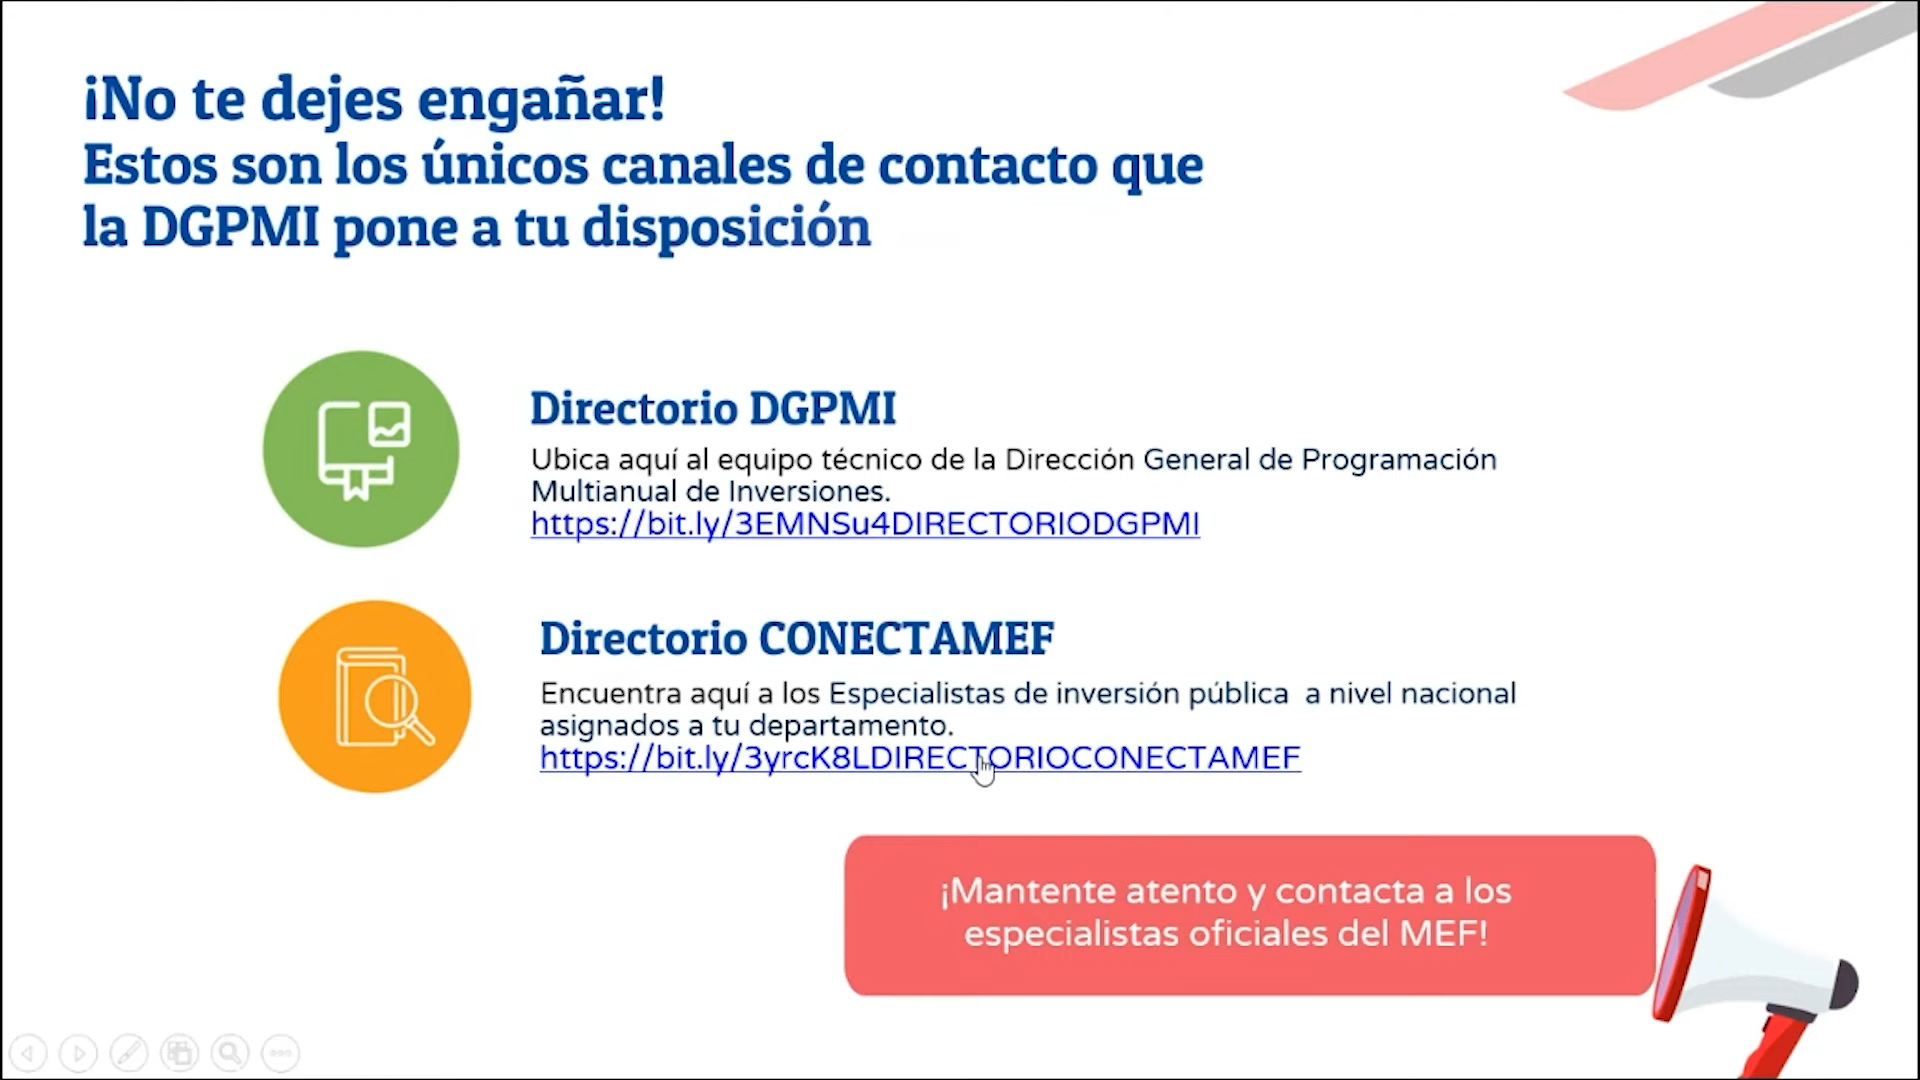 ¡No te dejes engañar!
Estos son los únicos canales de contacto que
la DGPMI pone a tu disposición
Directorio DGPMI
Ubica aquí al equipo técnico de la Dirección General de Programación
Multianual de Inversiones.
https://bit.ly/3EMNSu4DIRECTORIODGPMI
Directorio CONECTAMEF
Encuentra aquí a los Especialistas de inversión pública  a nivel nacional
asignados a tu departamento.
https://bit.ly/3yrcK8LDIRECTORIOCONECTAMEF
¡Mantente atento y contacta a los
especialistas oficiales del MEF!